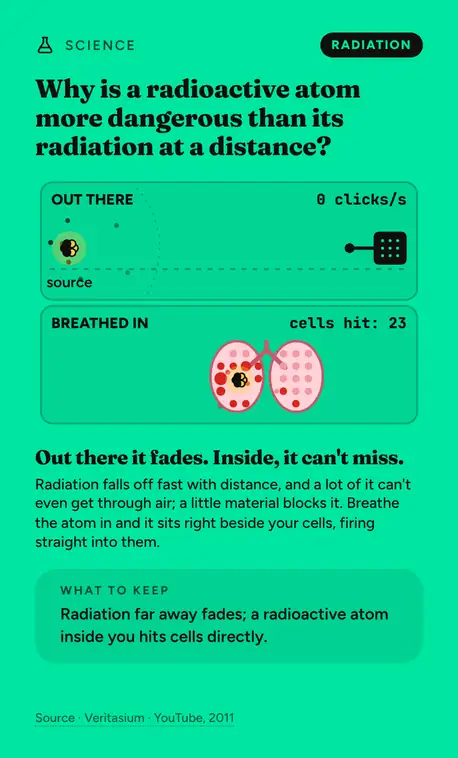 SCIENCE
RADIATION
Why is a radioactive atom
more dangerous than its
radiation at a distance?
OUT THERE
0 clicks/s
source
BREATHED IN
cells hit: 23
Out there it fades. Inside, it can't miss.
Radiation falls off fast with distance, and a lot of it can't
even get through air; a little material blocks it. Breathe
the atom in and it sits right beside your cells, firing
straight into them.
WHAT TO KEEP
Radiation far away fades; a radioactive atom
inside you hits cells directly.
Source · Veritasium · YouTube, 2011